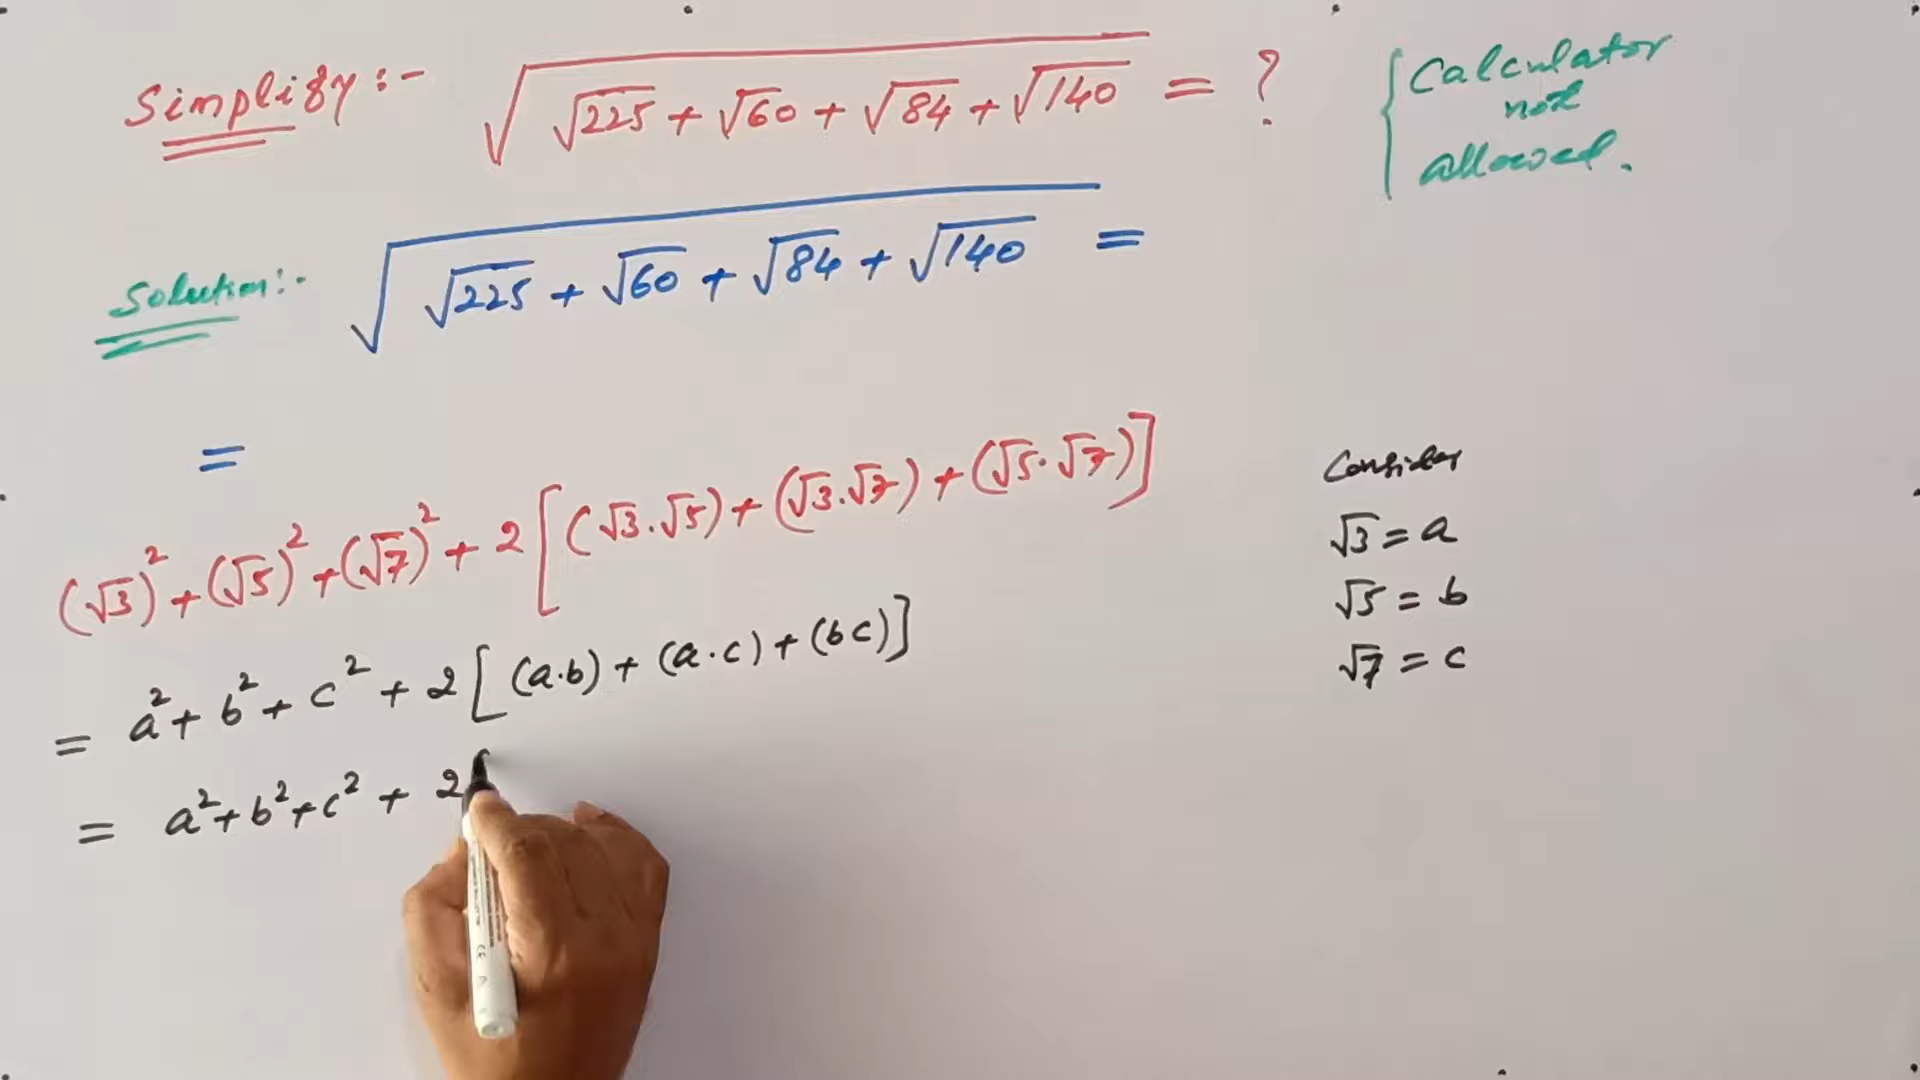 Simplify:- √(√225 + √60 + √84 + √140) = ?
{Calculator
not
allowed.
Solution:- √(√225 + √60 + √84 + √140) =
=
(√3)² + (√5)² + (√7)² + 2[(√3.√5) + (√3.√7) + (√5.√7)]
= a² + b² + c² + 2[(a.b) + (a.c) + (bc)]
= a² + b² + c² + 2
Consider
√3 = a
√5 = b
√7 = c